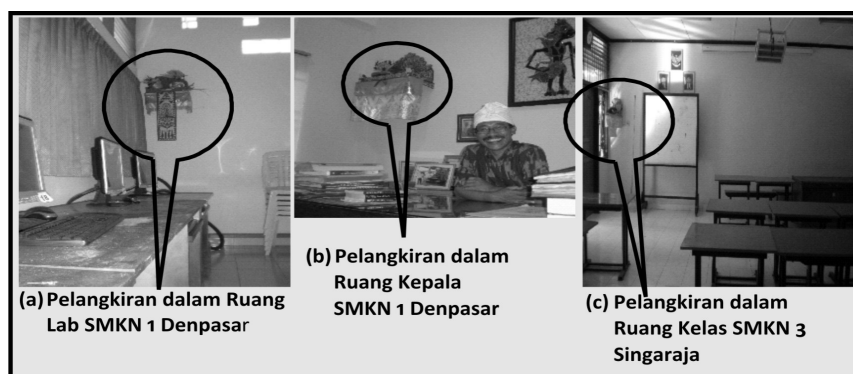 (a) Pelangkiran dalam Ruang
Lab SMKN 1 Denpasar
(b) Pelangkiran dalam
Ruang Kepala
SMKN 1 Denpasar
(c) Pelangkiran dalam
Ruang Kelas SMKN 3
Singaraja